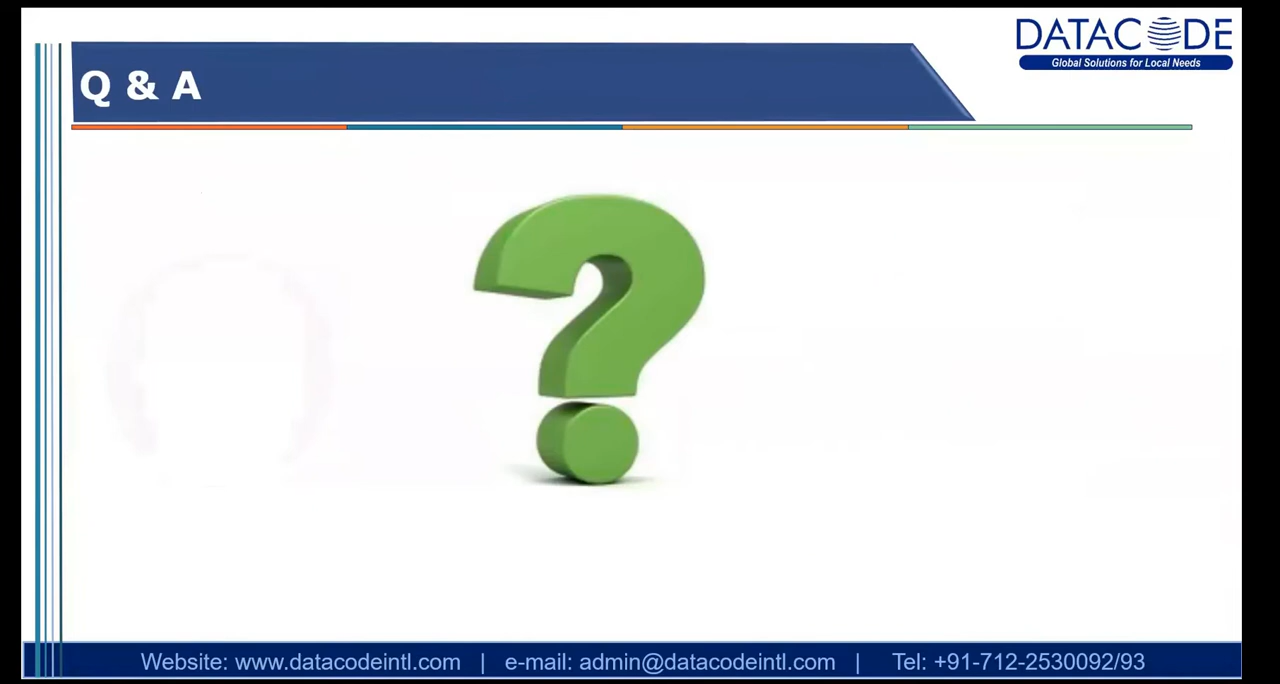 DATACODE
Global Solutions for Local Needs
Q & A
?
Website: www.datacodeintl.com | e-mail: admin@datacodeintl.com | Tel: +91-712-2530092/93